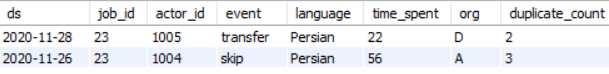 ds job_id actor_id event language time_spent org duplicate_count
2020-11-28 23 1005 transfer Persian 22 D 2
2020-11-26 23 1004 skip Persian 56 A 3